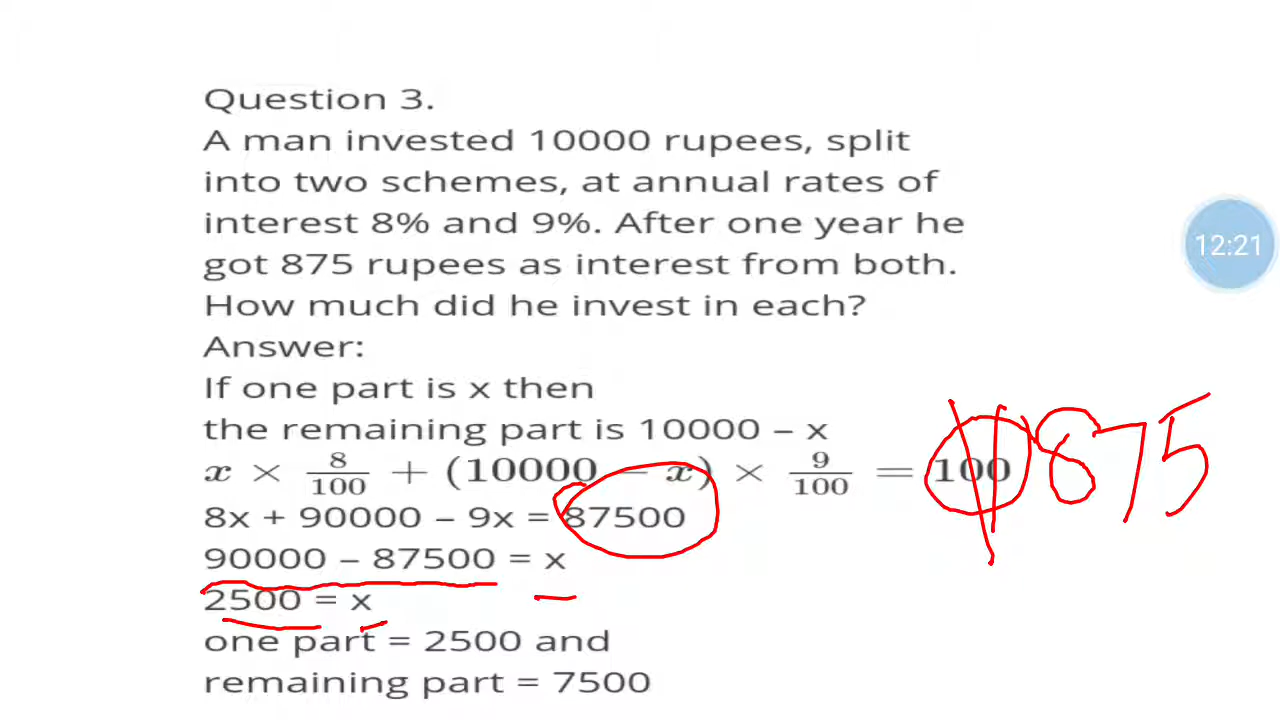 Question 3.
A man invested 10000 rupees, split
into two schemes, at annual rates of
interest 8% and 9%. After one year he
got 875 rupees as interest from both.
How much did he invest in each?
Answer:
If one part is x then
the remaining part is 10000 – x
x × 8/100 + (10000 – x) × 9/100 = 100 875
8x + 90000 – 9x = 87500
90000 – 87500 = x
2500 = x
one part = 2500 and
remaining part = 7500
12:21